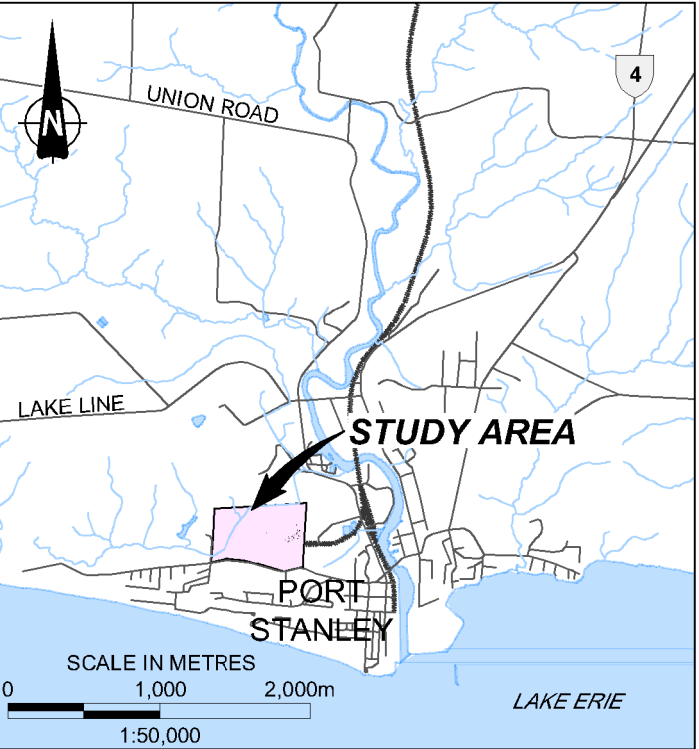 4
UNION ROAD
N
LAKE LINE
STUDY AREA
PORT
STANLEY
SCALE IN METRES
0 1,000 2,000m
LAKE ERIE
1:50,000